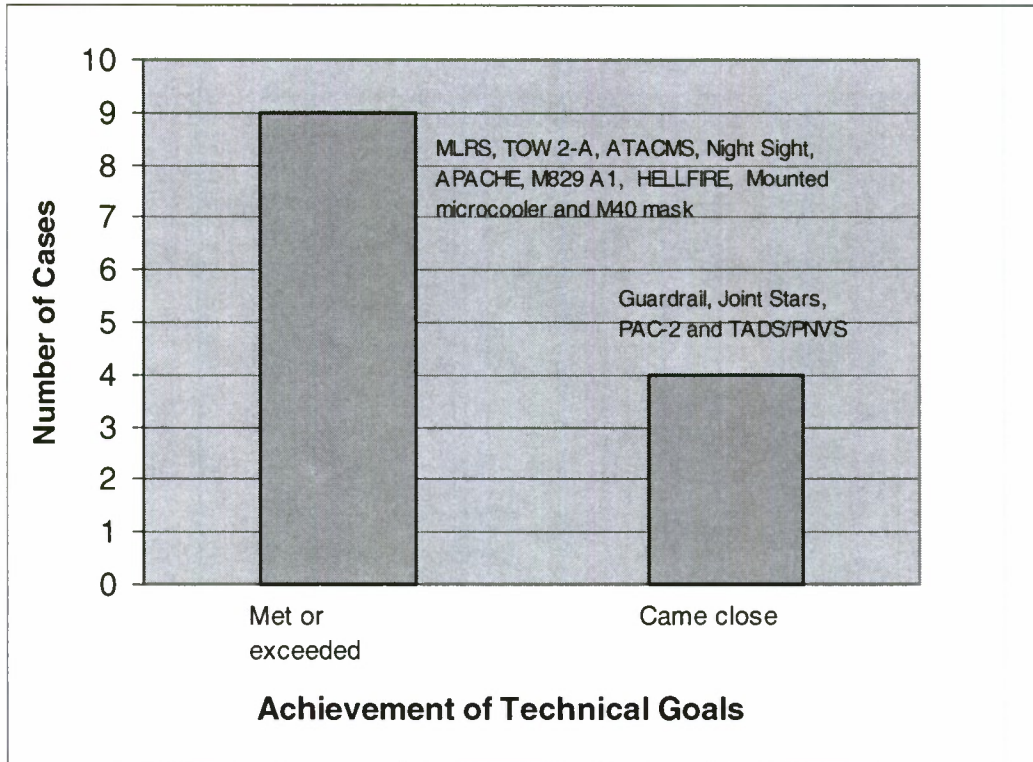 10
9
8
7
6
5
4
3
2
1
0
Number of Cases
MLRS, TOW 2-A, ATACMS, Night Sight,
APACHE, M829 A1, HELLFIRE, Mounted
microcooler and M40 mask
Guardrail, Joint Stars,
PAC-2 and TADS/PNVS
Met or
exceeded
Came close
Achievement of Technical Goals